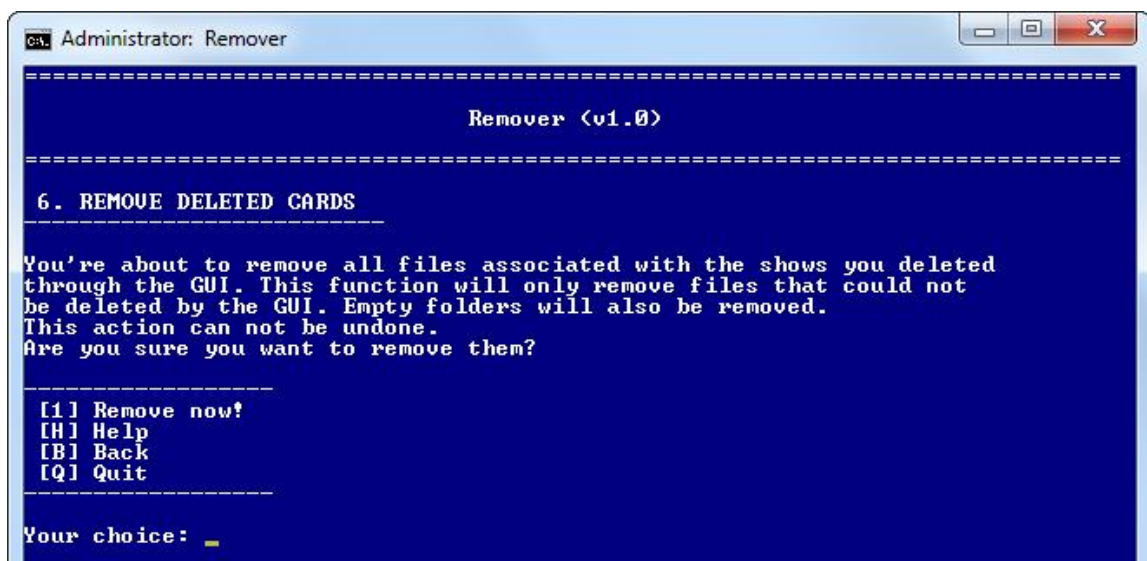 Administrator: Remover
===============================================================================
Remover (v1.0)
===============================================================================
6. REMOVE DELETED CARDS
--------------------------
You're about to remove all files associated with the shows you deleted
through the GUI. This function will only remove files that could not
be deleted by the GUI. Empty folders will also be removed.
This action can not be undone.
Are you sure you want to remove them?
------------------
[1] Remove now!
[H] Help
[B] Back
[Q] Quit
------------------
Your choice: _